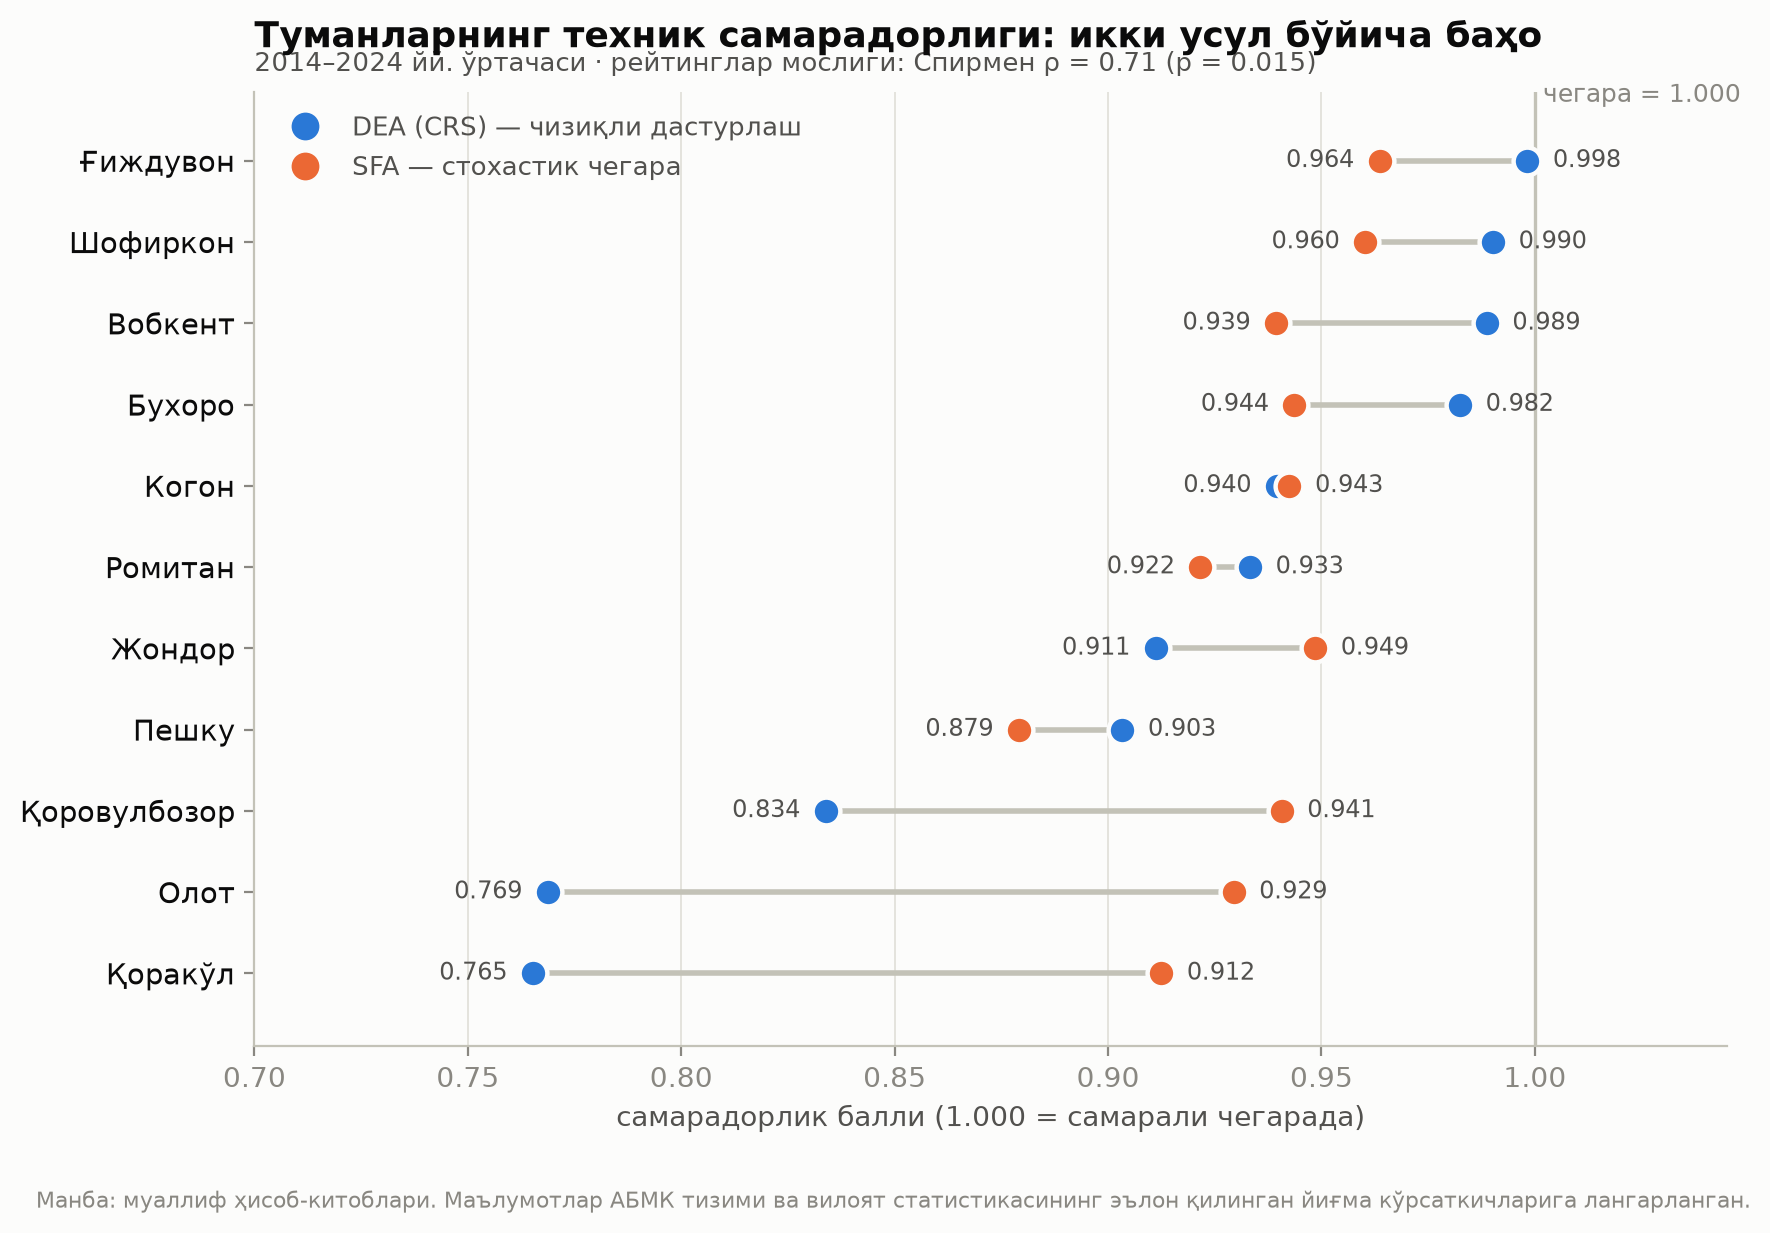 Туманларнинг техник самарадорлиги: икки усул бўйича баҳо
2014–2024 йй. ўртачаси · рейтинглар мослиги: Спирмен ρ = 0.71 (p = 0.015)
чегара = 1.000
DEA (CRS) — чизиқли дастурлаш
SFA — стохастик чегара
Ғиждувон 0.964 0.998
Шофиркон 0.960 0.990
Вобкент 0.939 0.989
Бухоро 0.944 0.982
Когон 0.940 0.943
Ромитан 0.922 0.933
Жондор 0.911 0.949
Пешку 0.879 0.903
Қоровулбозор 0.834 0.941
Олот 0.769 0.929
Қоракўл 0.765 0.912
0.70 0.75 0.80 0.85 0.90 0.95 1.00
самарадорлик балли (1.000 = самарали чегарада)
Манба: муаллиф ҳисоб-китоблари. Маълумотлар АБМК тизими ва вилоят статистикасининг эълон қилинган йиғма кўрсаткичларига лангарланган.